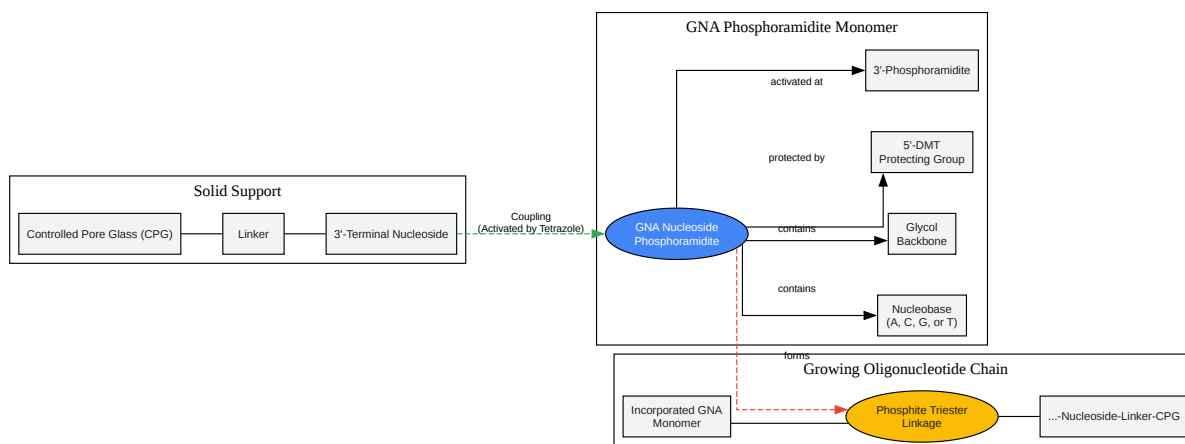 GNA Phosphoramidite Monomer
3'-Phosphoramidite
activated at
5'-DMT
Protecting Group
protected by
Solid Support
Controlled Pore Glass (CPG)
Linker
3'-Terminal Nucleoside
Coupling
(Activated by Tetrazole)
GNA Nucleoside
Phosphoramidite
contains
Glycol
Backbone
contains
Nucleobase
(A, C, G, or T)
forms
Growing Oligonucleotide Chain
Incorporated GNA
Monomer
Phosphite Triester
Linkage
...-Nucleoside-Linker-CPG